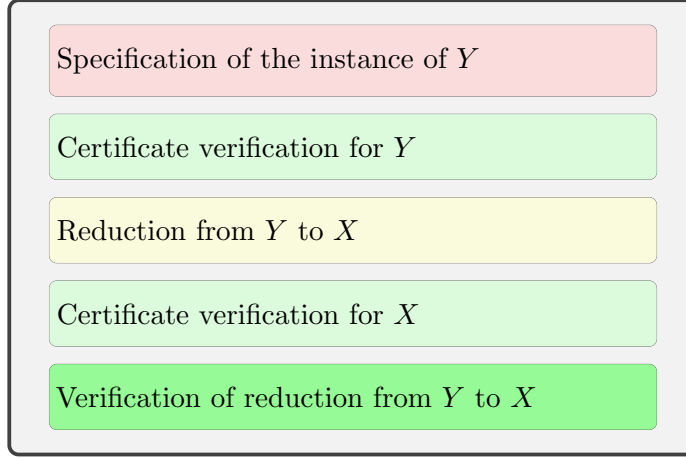 Specification of the instance of Y
Certificate verification for Y
Reduction from Y to X
Certificate verification for X
Verification of reduction from Y to X